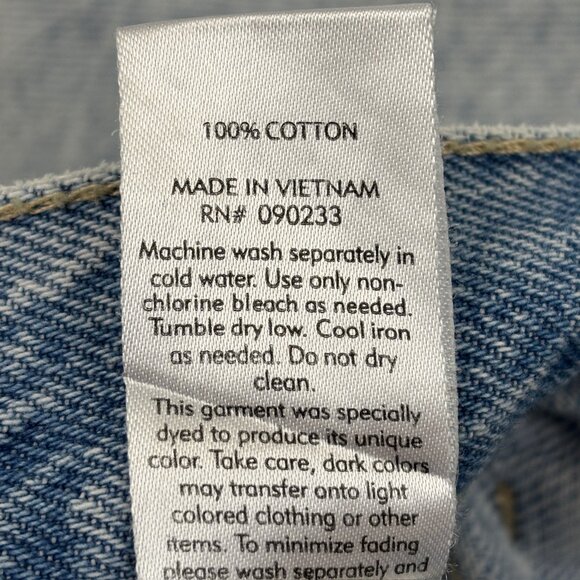 100% COTTON
MADE IN VIETNAM
RN# 090233
Machine wash separately in
cold water. Use only non-
chlorine bleach as needed.
Tumble dry low. Cool iron
as needed. Do not dry
clean.
This garment was specially
dyed to produce its unique
color. Take care, dark colors
may transfer onto light
colored clothing or other
items. To minimize fading
please wash separately and